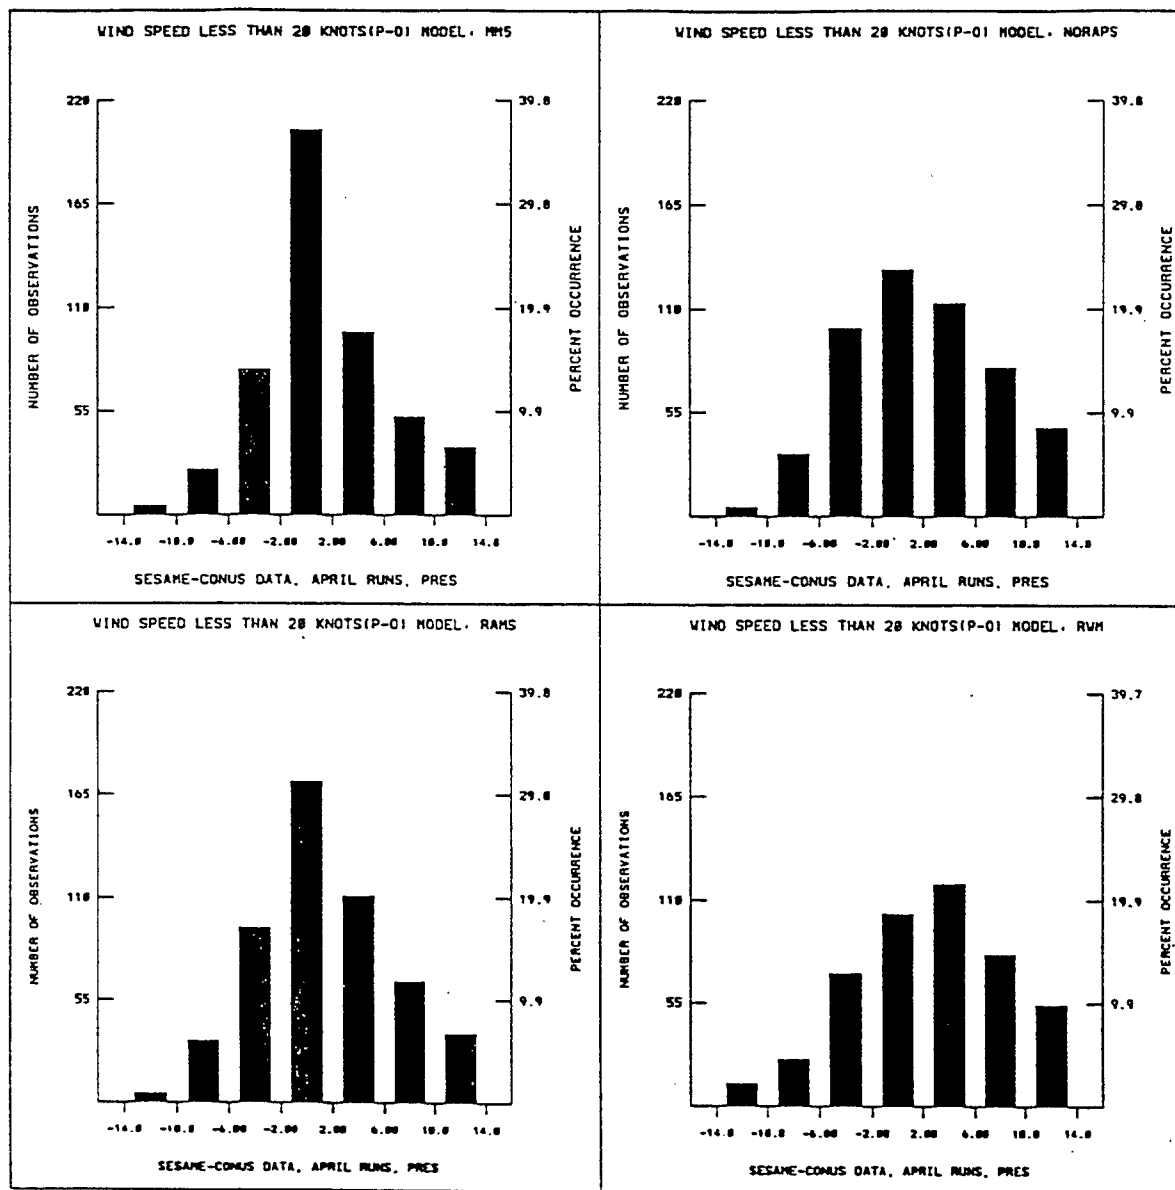 WIND SPEED LESS THAN 20 KNOTS(P-O) MODEL, MM5
220
165
110
55
NUMBER OF OBSERVATIONS
39.8
29.8
19.9
9.9
PERCENT OCCURRENCE
-14.0 -10.0 -6.00 -2.00 2.00 6.00 10.0 14.0
SESAME-CONUS DATA, APRIL RUNS, PRES
WIND SPEED LESS THAN 20 KNOTS(P-O) MODEL, NORAPS
220
165
110
55
NUMBER OF OBSERVATIONS
39.8
29.8
19.9
9.9
PERCENT OCCURRENCE
-14.0 -10.0 -6.00 -2.00 2.00 6.00 10.0 14.0
SESAME-CONUS DATA, APRIL RUNS, PRES
WIND SPEED LESS THAN 20 KNOTS(P-O) MODEL, RAMS
220
165
110
55
NUMBER OF OBSERVATIONS
39.8
29.8
19.9
9.9
PERCENT OCCURRENCE
-14.0 -10.0 -6.00 -2.00 2.00 6.00 10.0 14.0
SESAME-CONUS DATA, APRIL RUNS, PRES
WIND SPEED LESS THAN 20 KNOTS(P-O) MODEL, RWM
220
165
110
55
NUMBER OF OBSERVATIONS
39.7
29.8
19.9
9.9
PERCENT OCCURRENCE
-14.0 -10.0 -6.00 -2.00 2.00 6.00 10.0 14.0
SESAME-CONUS DATA, APRIL RUNS, PRES